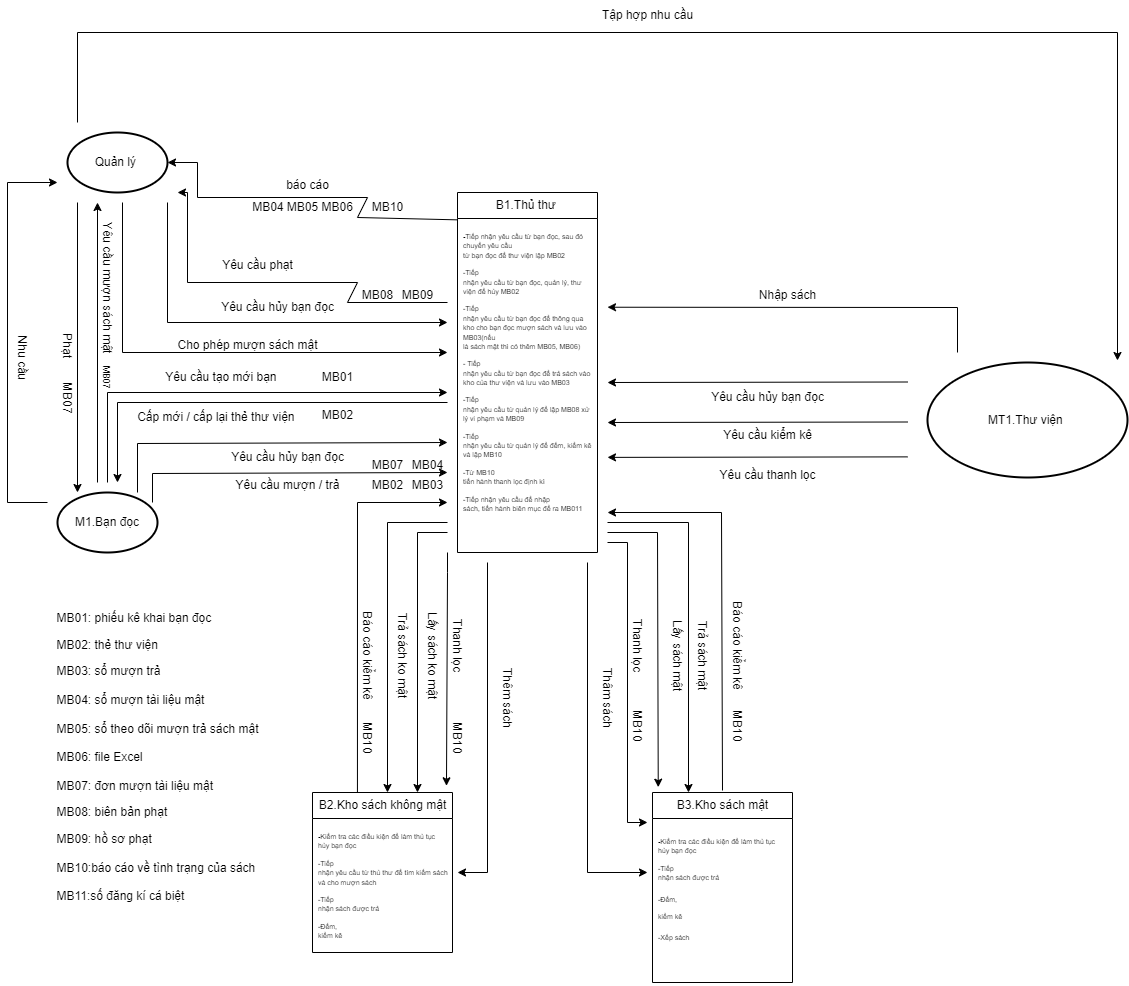 Tập hợp nhu cầu
Quản lý
báo cáo
MB04 MB05 MB06
MB10
Yêu cầu phạt
MB08 MB09
Yêu cầu hủy bạn đọc
Cho phép mượn sách mật
Yêu cầu tạo mới bạn
MB01
Cấp mới / cấp lại thẻ thư viện
MB02
Yêu cầu hủy bạn đọc
MB07 MB04
Yêu cầu mượn / trả
MB02 MB03
Nhu cầu
Phạt
MB07
Yêu cầu mượn sách mật
MB07
M1.Bạn đọc
B1.Thủ thư
-Tiếp nhận yêu cầu từ bạn đọc, sau đó
chuyển yêu cầu
từ bạn đọc để thư viện lập MB02
-Tiếp
nhận yêu cầu từ bạn đọc, quản lý, thư
viện để hủy MB02
-Tiếp
nhận yêu cầu từ bạn đọc để thông qua
kho cho bạn đọc mượn sách và lưu vào
MB03(nếu
là sách mật thì có thêm MB05, MB06)
- Tiếp
nhận yêu cầu từ bạn đọc để trả sách vào
kho của thư viện và lưu vào MB03
-Tiếp
nhận yêu cầu từ quản lý để lập MB08 xử
lý vi phạm và MB09
-Tiếp
nhận yêu cầu từ quản lý để đếm, kiểm kê
và lập MB10
-Từ MB10
tiến hành thanh lọc định kì
-Tiếp nhận yêu cầu để nhập
sách, tiến hành biên mục để ra MB011
Nhập sách
Yêu cầu hủy bạn đọc
Yêu cầu kiểm kê
Yêu cầu thanh lọc
MT1.Thư viện
Báo cáo kiểm kê
MB10
Trả sách ko mật
Lấy sách ko mật
Thanh lọc
MB10
Thêm sách
Thâm sách
Thanh lọc
MB10
Lấy sách mật
Trả sách mật
Báo cáo kiểm kê
MB10
MB01: phiếu kê khai bạn đọc
MB02: thẻ thư viện
MB03: sổ mượn trả
MB04: sổ mượn tài liệu mật
MB05: sổ theo dõi mượn trả sách mật
MB06: file Excel
MB07: đơn mượn tài liệu mật
MB08: biên bản phạt
MB09: hồ sơ phạt
MB10:báo cáo về tình trạng của sách
MB11:số đăng kí cá biệt
B2.Kho sách không mật
-Kiểm tra các điều kiện để làm thủ tục
hủy bạn đọc
-Tiếp
nhận yêu cầu từ thủ thư để tìm kiếm sách
và cho mượn sách
-Tiếp
nhận sách được trả
-Đếm,
kiểm kê
B3.Kho sách mật
-Kiểm tra các điều kiện để làm thủ tục
hủy bạn đọc
-Tiếp
nhận sách được trả
-Đếm,
kiểm kê
-Xếp sách